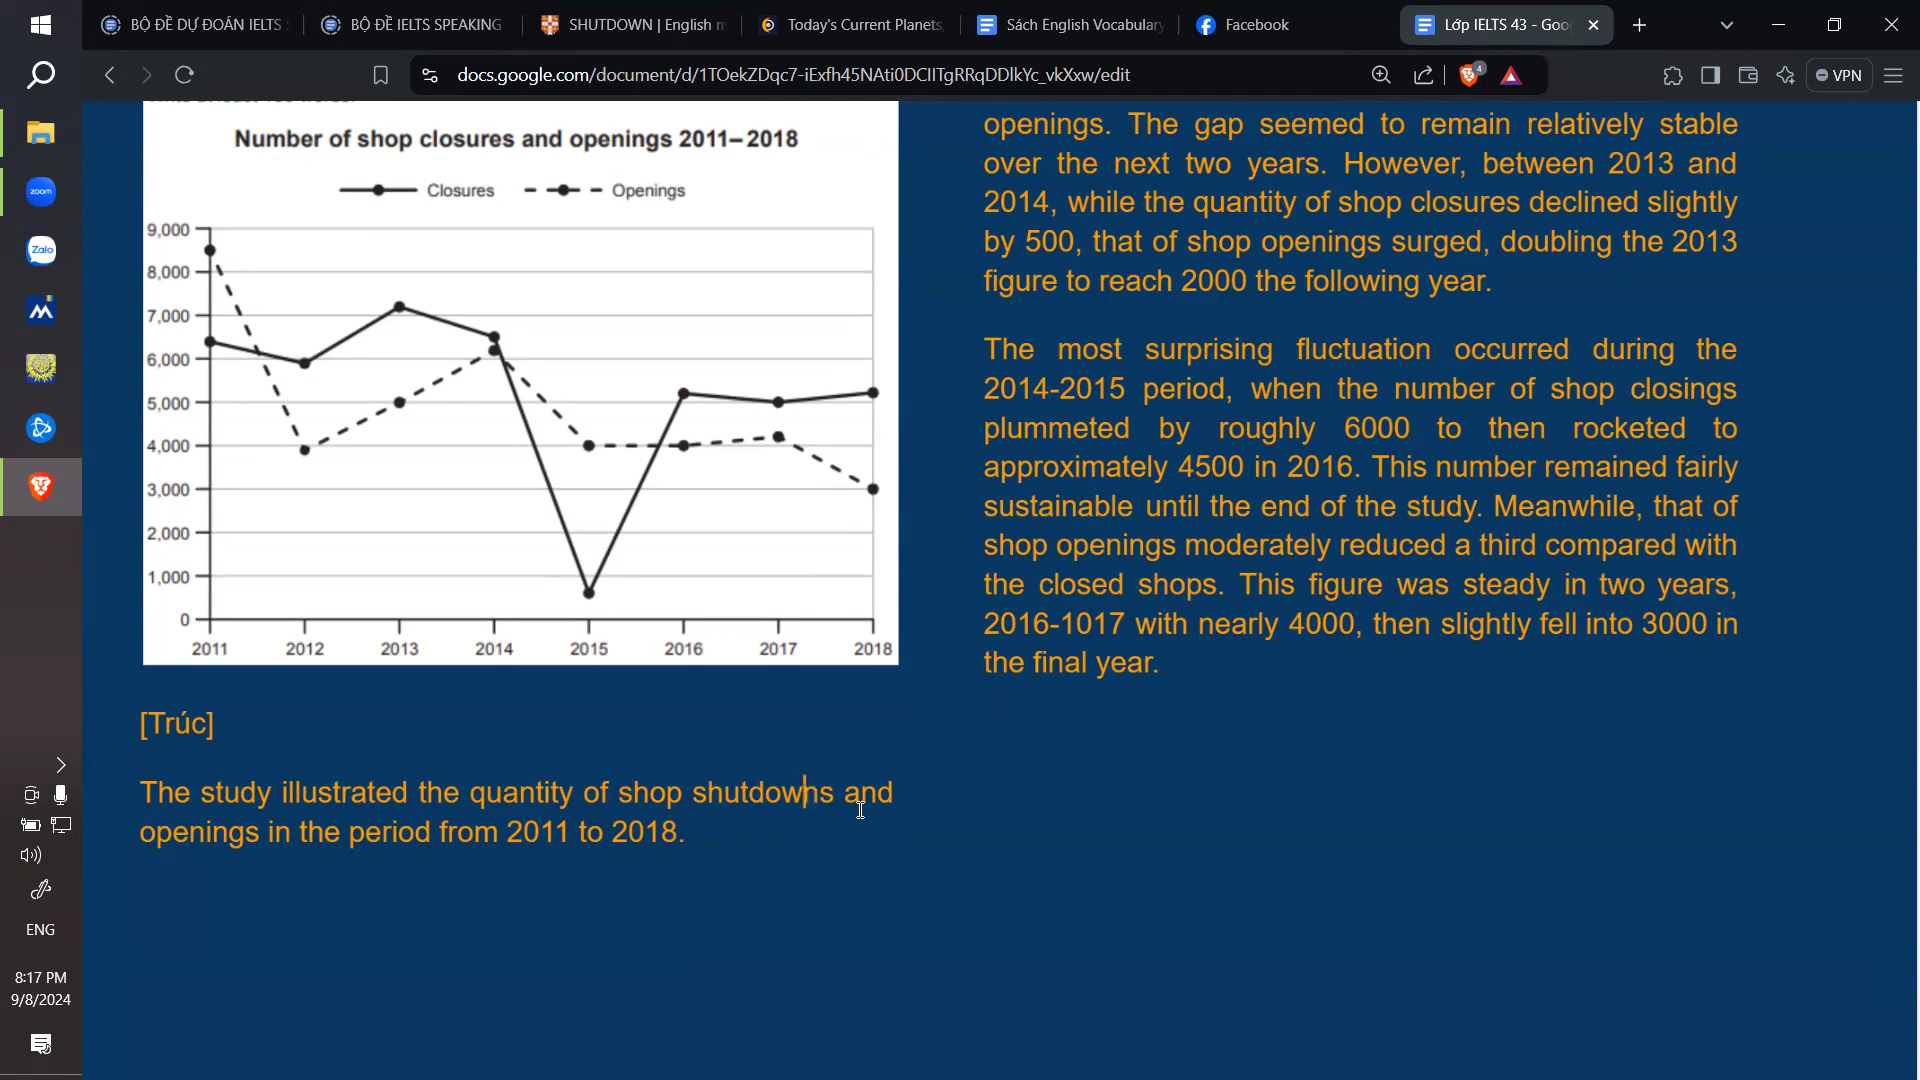 BỘ ĐỀ DỰ ĐOÁN IELTS
BỘ ĐỀ IELTS SPEAKING
SHUTDOWN | English m
Today's Current Planets,
Sách English Vocabulary
Facebook
Lớp IELTS 43 - Goo
docs.google.com/document/d/1TOekZDqc7-iExfh45NAti0DCIITgRRqDDlkYc_vkXxw/edit
4
VPN
zoom
Zalo
ENG
8:17 PM
9/8/2024
Number of shop closures and openings 2011–2018
Closures
Openings
9,000
8,000
7,000
6,000
5,000
4,000
3,000
2,000
1,000
0
2011 2012 2013 2014 2015 2016 2017 2018
[Trúc]
The study illustrated the quantity of shop shutdowns and
openings in the period from 2011 to 2018.
openings. The gap seemed to remain relatively stable
over the next two years. However, between 2013 and
2014, while the quantity of shop closures declined slightly
by 500, that of shop openings surged, doubling the 2013
figure to reach 2000 the following year.
The most surprising fluctuation occurred during the
2014-2015 period, when the number of shop closings
plummeted by roughly 6000 to then rocketed to
approximately 4500 in 2016. This number remained fairly
sustainable until the end of the study. Meanwhile, that of
shop openings moderately reduced a third compared with
the closed shops. This figure was steady in two years,
2016-1017 with nearly 4000, then slightly fell into 3000 in
the final year.